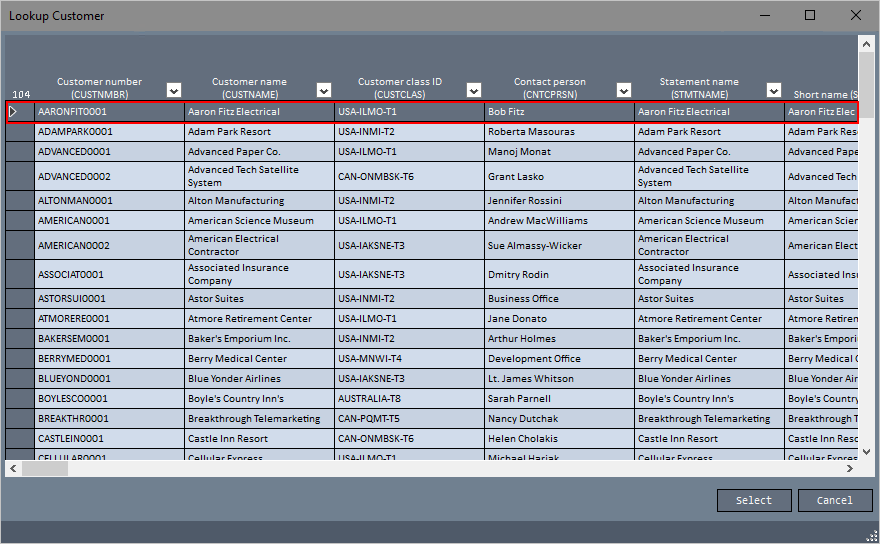 Lookup Customer
104
Customer number
(CUSTNMBR)
Customer name
(CUSTNAME)
Customer class ID
(CUSTCLAS)
Contact person
(CNTCPRSN)
Statement name
(STMTNAME)
Short name (S
AARONFIT0001 Aaron Fitz Electrical USA-ILMO-T1 Bob Fitz Aaron Fitz Electrical Aaron Fitz Elec
ADAMPARK0001 Adam Park Resort USA-INMI-T2 Roberta Masouras Adam Park Resort Adam Park Res
ADVANCED0001 Advanced Paper Co. USA-ILMO-T1 Manoj Monat Advanced Paper Co. Advanced Pape
ADVANCED0002 Advanced Tech Satellite
System CAN-ONMBSK-T6 Grant Lasko Advanced Tech Satellite
System Advanced Tech
ALTONMAN0001 Alton Manufacturing USA-INMI-T2 Jennifer Rossini Alton Manufacturing Alton Manufact
AMERICAN0001 American Science Museum USA-ILMO-T1 Andrew MacWilliams American Science Museum American Scie
AMERICAN0002 American Electrical
Contractor USA-IAKSNE-T3 Sue Almassy-Wicker American Electrical
Contractor American Elect
ASSOCIAT0001 Associated Insurance
Company USA-IAKSNE-T3 Dmitry Rodin Associated Insurance
Company Associated Insu
ASTORSUI0001 Astor Suites USA-INMI-T2 Business Office Astor Suites Astor Suites
ATMORERE0001 Atmore Retirement Center USA-ILMO-T1 Jane Donato Atmore Retirement Center Atmore Retirem
BAKERSEM0001 Baker's Emporium Inc. USA-INMI-T2 Arthur Holmes Baker's Emporium Inc. Baker's Empori
BERRYMED0001 Berry Medical Center USA-MNWI-T4 Development Office Berry Medical Center Berry Medical C
BLUEYOND0001 Blue Yonder Airlines USA-IAKSNE-T3 Lt. James Whitson Blue Yonder Airlines Blue Yonder Air
BOYLESCO0001 Boyle's Country Inn's AUSTRALIA-T8 Sarah Parnell Boyle's Country Inn's Boyle's Country
BREAKTHR0001 Breakthrough Telemarketing CAN-PQMT-T5 Nancy Dutchak Breakthrough Telemarketing Breakthrough T
CASTLEIN0001 Castle Inn Resort CAN-ONMBSK-T6 Helen Cholakis Castle Inn Resort Castle Inn Reso
CELLULAR0001 Cellular Express USA-ILMO-T1 Michael Hariak Cellular Express Cellular Expres
Select
Cancel